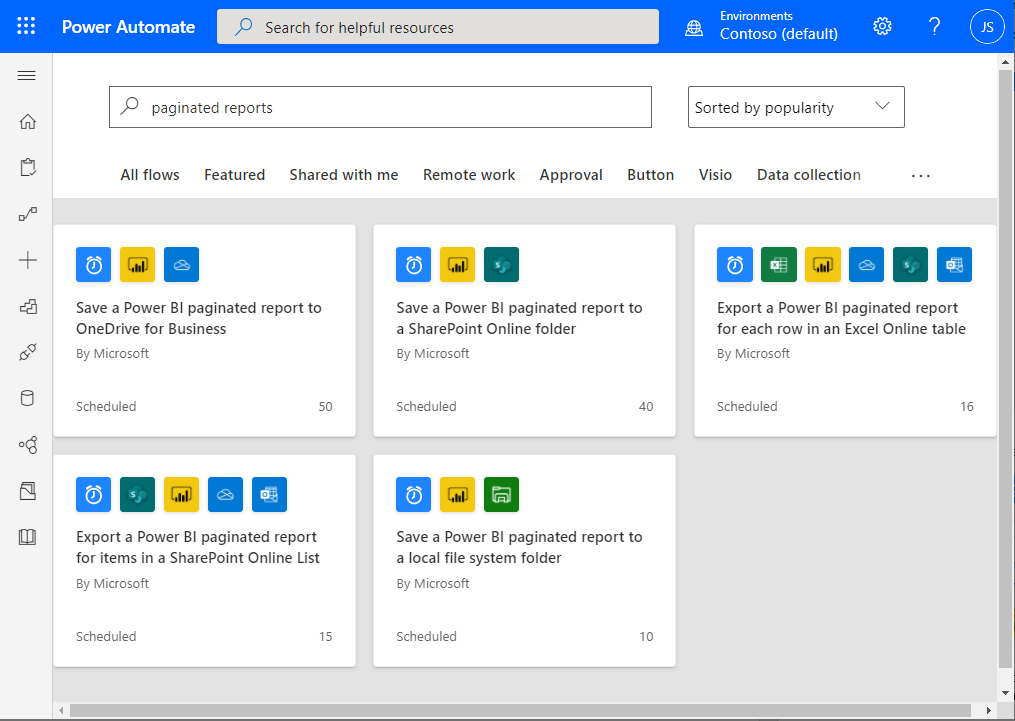 Power Automate
Search for helpful resources
Environments
Contoso (default)
?
JS
paginated reports
Sorted by popularity
All flows
Featured
Shared with me
Remote work
Approval
Button
Visio
Data collection
...
Save a Power BI paginated report to
OneDrive for Business
By Microsoft
Scheduled
50
Save a Power BI paginated report to
a SharePoint Online folder
By Microsoft
Scheduled
40
Export a Power BI paginated report
for each row in an Excel Online table
By Microsoft
Scheduled
16
Export a Power BI paginated report
for items in a SharePoint Online List
By Microsoft
Scheduled
15
Save a Power BI paginated report to
a local file system folder
By Microsoft
Scheduled
10